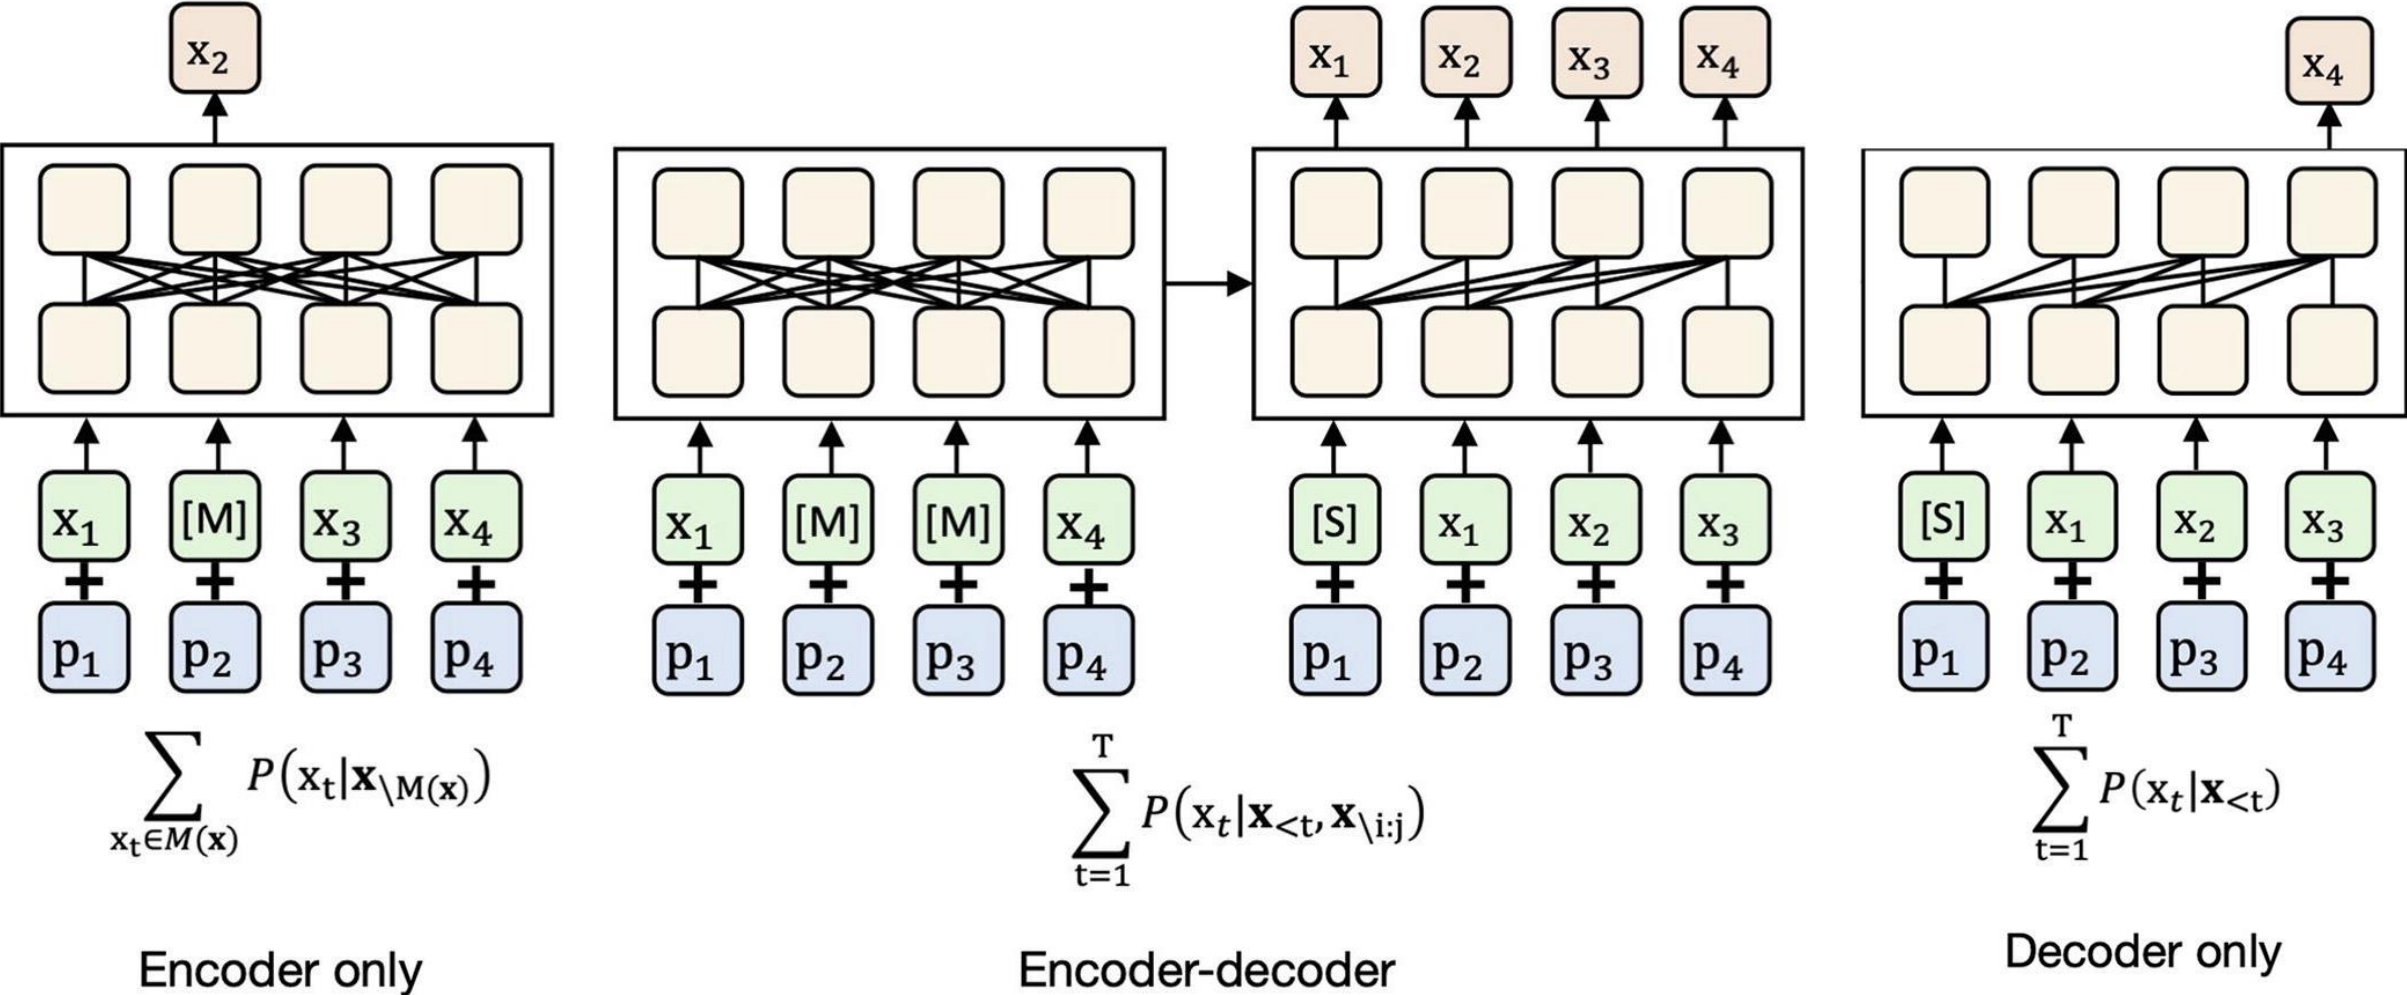 x₂
x₁ x₂ x₃ x₄
x₄
x₁ [M] x₃ x₄
+ + + +
p₁ p₂ p₃ p₄
x₁ [M] [M] x₄
+ + + +
p₁ p₂ p₃ p₄
[S] x₁ x₂ x₃
+ + + +
p₁ p₂ p₃ p₄
[S] x₁ x₂ x₃
+ + + +
p₁ p₂ p₃ p₄
∑ P(xₜ|x\M(x))
xₜ∈M(x)
T
∑ P(xₜ|x<t, x\i:j)
t=1
T
∑ P(xₜ|x<t)
t=1
Encoder only
Encoder-decoder
Decoder only